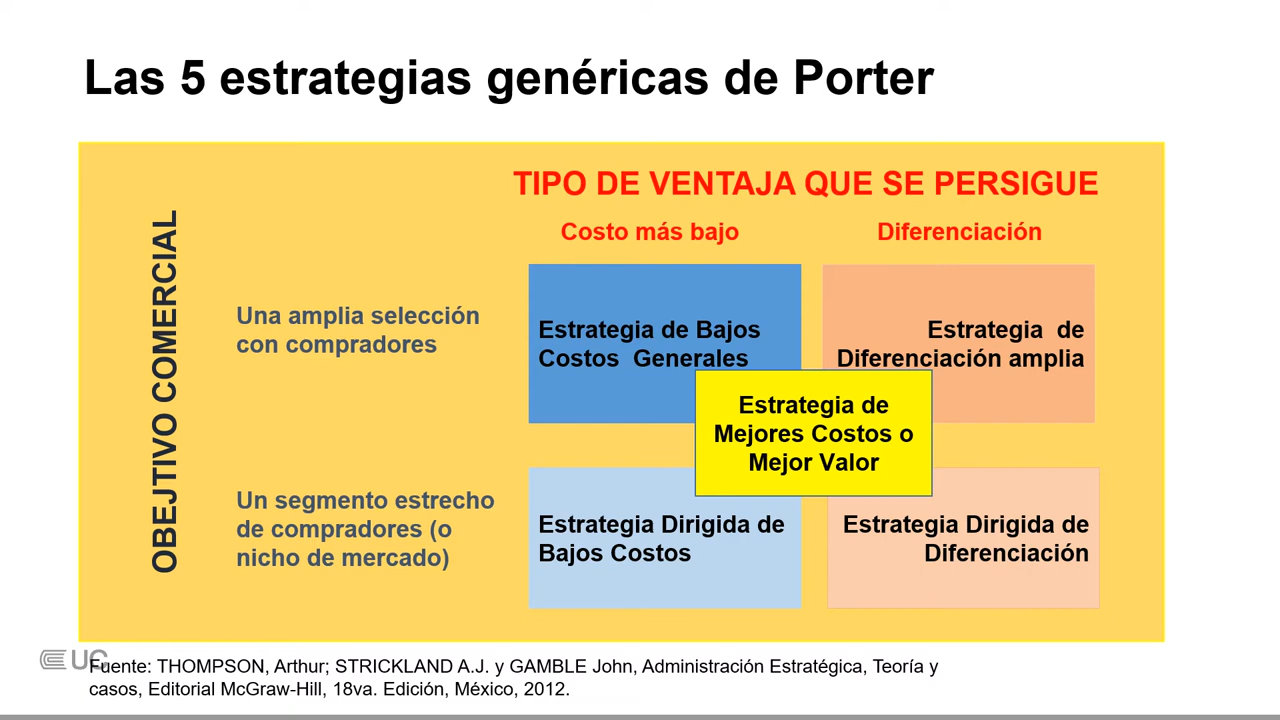 Las 5 estrategias genéricas de Porter
TIPO DE VENTAJA QUE SE PERSIGUE
Costo más bajo
Diferenciación
OBEJTIVO COMERCIAL
Una amplia selección
con compradores
Estrategia de Bajos
Costos Generales
Estrategia de
Diferenciación amplia
Estrategia de
Mejores Costos o
Mejor Valor
Un segmento estrecho
de compradores (o
nicho de mercado)
Estrategia Dirigida de
Bajos Costos
Estrategia Dirigida de
Diferenciación
UC
Fuente: THOMPSON, Arthur; STRICKLAND A.J. y GAMBLE John, Administración Estratégica, Teoría y
casos, Editorial McGraw-Hill, 18va. Edición, México, 2012.